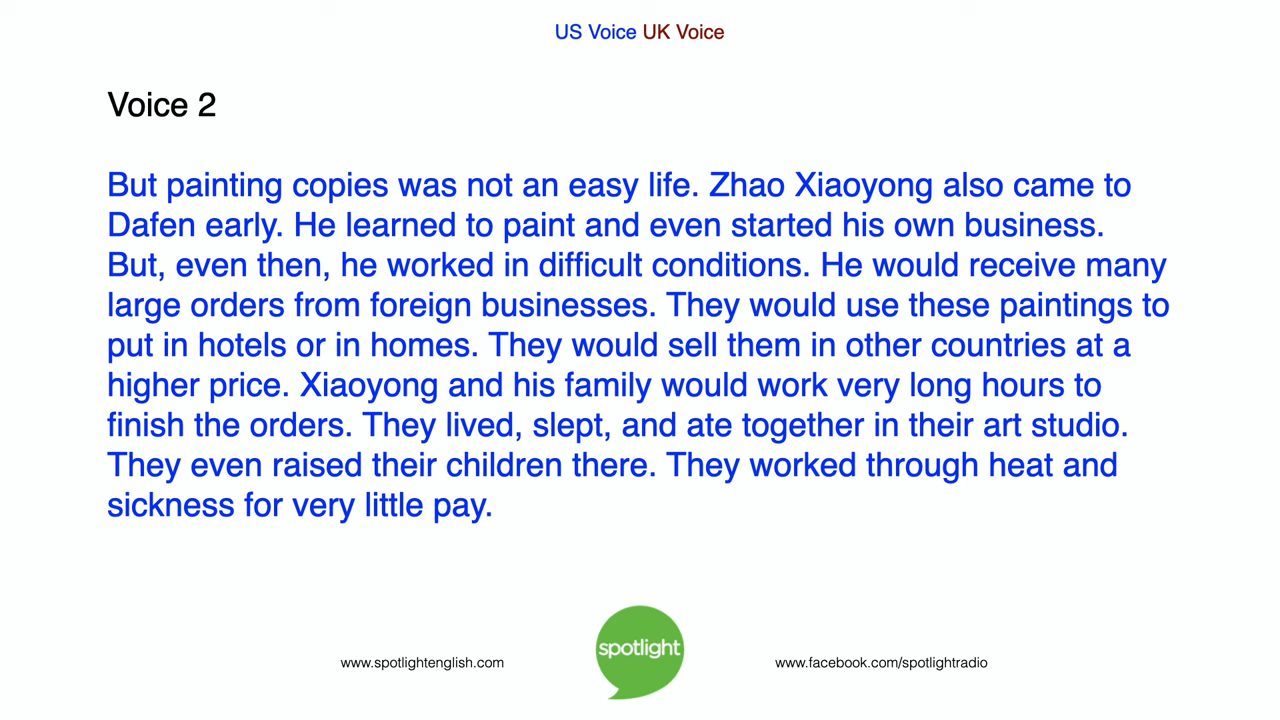 US Voice UK Voice
Voice 2
But painting copies was not an easy life. Zhao Xiaoyong also came to
Dafen early. He learned to paint and even started his own business.
But, even then, he worked in difficult conditions. He would receive many
large orders from foreign businesses. They would use these paintings to
put in hotels or in homes. They would sell them in other countries at a
higher price. Xiaoyong and his family would work very long hours to
finish the orders. They lived, slept, and ate together in their art studio.
They even raised their children there. They worked through heat and
sickness for very little pay.
www.spotlightenglish.com
spotlight
www.facebook.com/spotlightradio